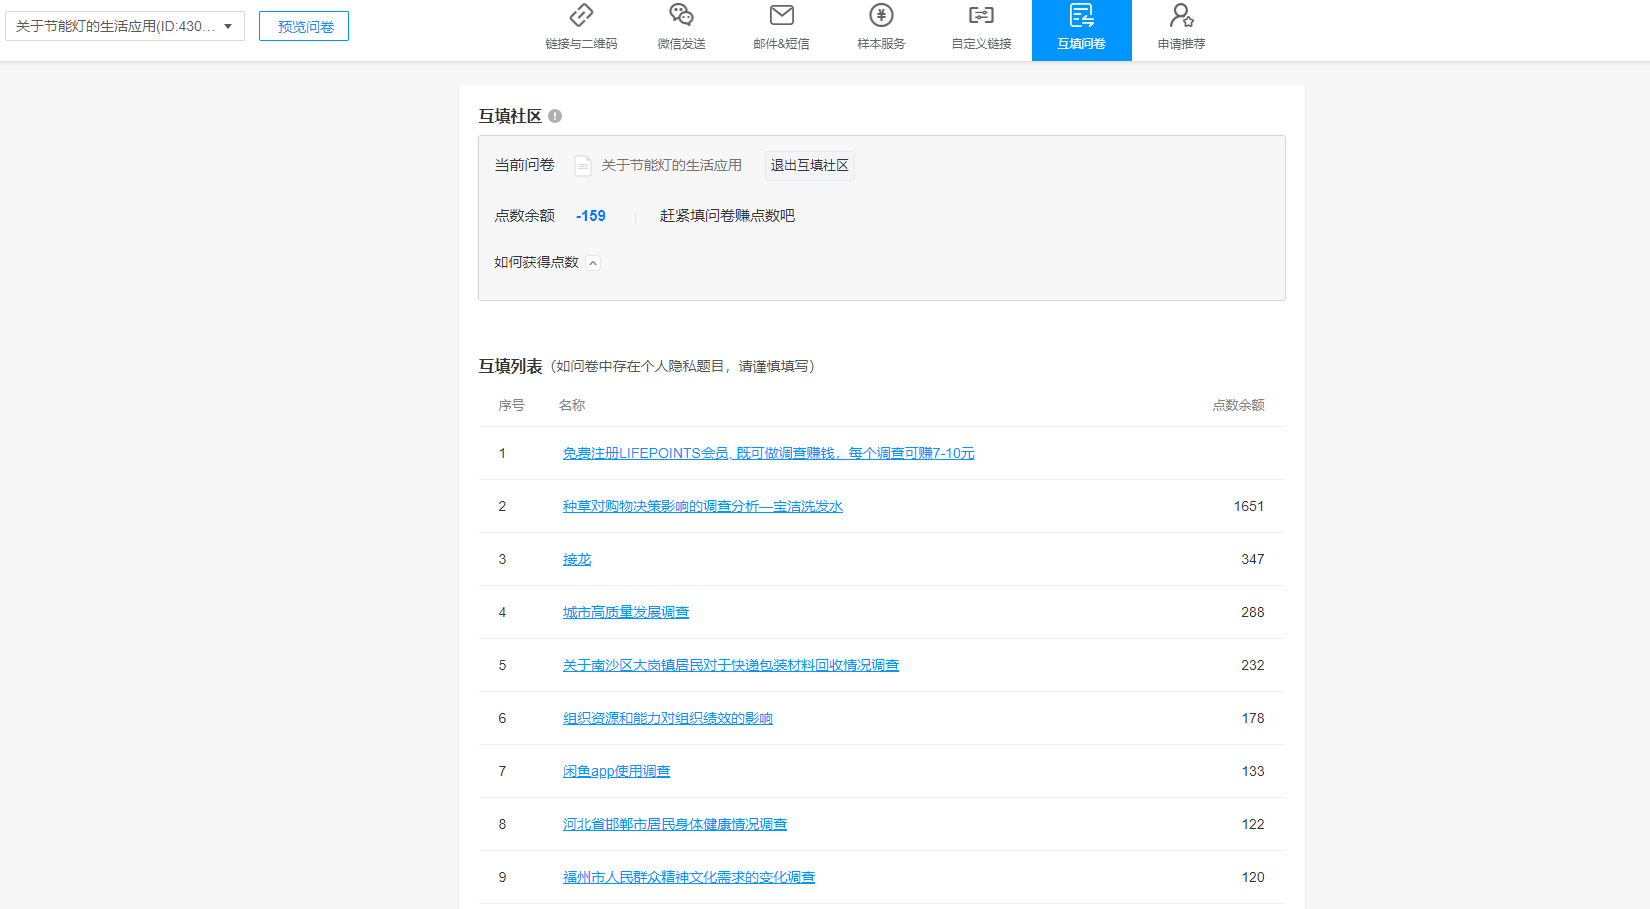 关于节能灯的生活应用(ID:430...
预览问卷
链接与二维码
微信发送
邮件&短信
样本服务
自定义链接
互填问卷
申请推荐
互填社区
当前问卷 关于节能灯的生活应用 退出互填社区
点数余额 -159 赶紧填问卷赚点数吧
如何获得点数
互填列表（如问卷中存在个人隐私题目，请谨慎填写）
序号 名称 点数余额
1 免费注册LIFEPOINTS会员, 既可做调查赚钱，每个调查可赚7-10元
2 种草对购物决策影响的调查分析—宝洁洗发水 1651
3 接龙 347
4 城市高质量发展调查 288
5 关于南沙区大岗镇居民对于快递包装材料回收情况调查 232
6 组织资源和能力对组织绩效的影响 178
7 闲鱼app使用调查 133
8 河北省邯郸市居民身体健康情况调查 122
9 福州市人民群众精神文化需求的变化调查 120